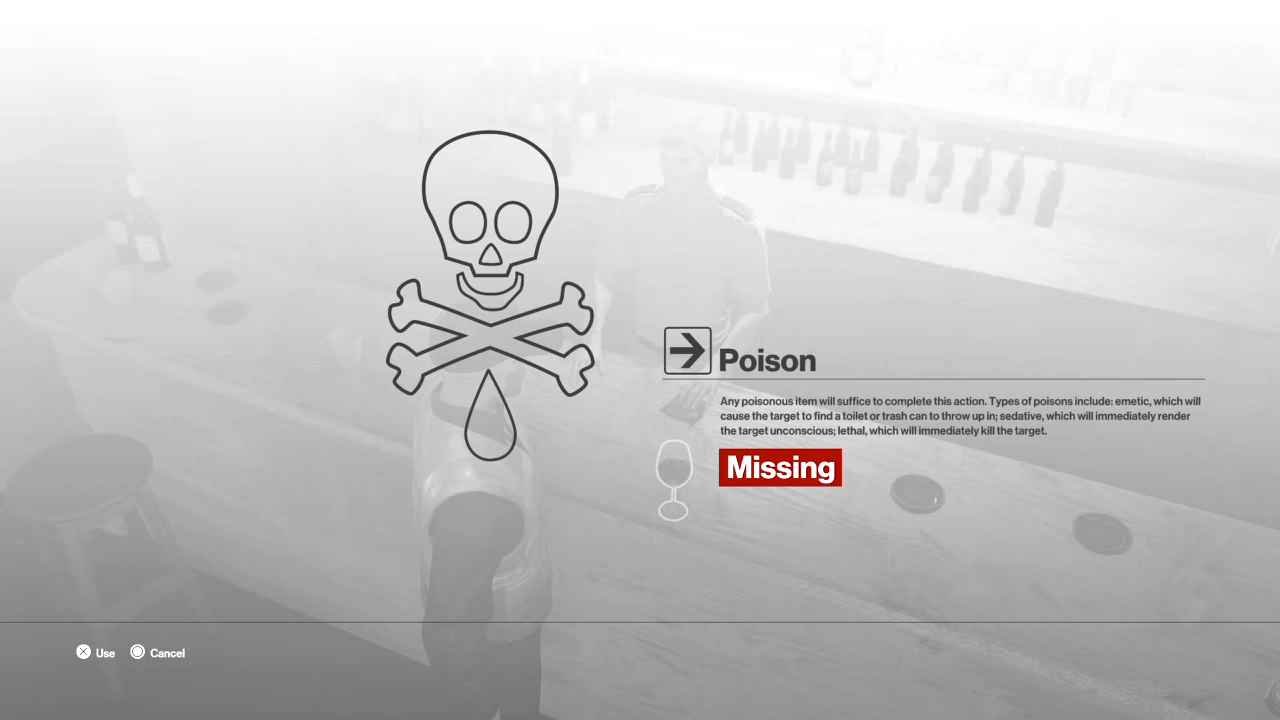 Poison
Any poisonous item will suffice to complete this action. Types of poisons include: emetic, which will
cause the target to find a toilet or trash can to throw up in; sedative, which will immediately render
the target unconscious; lethal, which will immediately kill the target.
Missing
Use Cancel